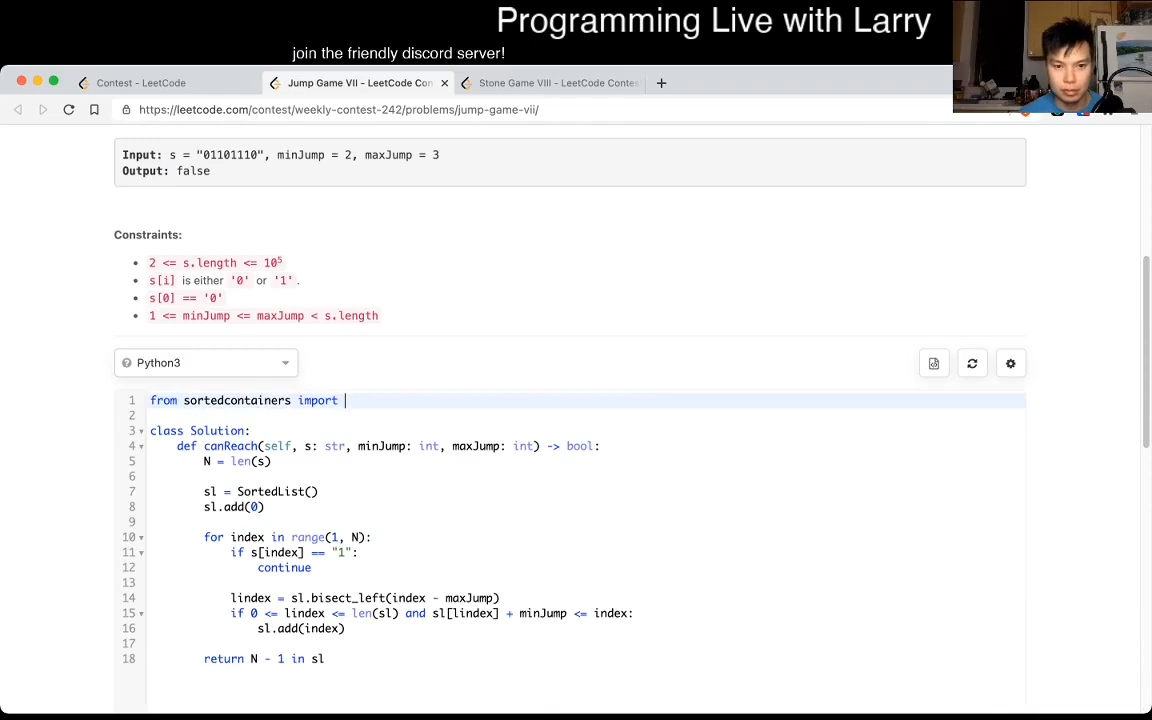 Programming Live with Larry
join the friendly discord server!
Contest - LeetCode
Jump Game VII - LeetCode Con
Stone Game VIII - LeetCode Contes
https://leetcode.com/contest/weekly-contest-242/problems/jump-game-vii/
Input: s = "01101110", minJump = 2, maxJump = 3
Output: false
Constraints:
2 <= s.length <= 10⁵
s[i] is either '0' or '1'.
s[0] == '0'
1 <= minJump <= maxJump < s.length
Python3
1 from sortedcontainers import
2
3 class Solution:
4 def canReach(self, s: str, minJump: int, maxJump: int) -> bool:
5 N = len(s)
6
7 sl = SortedList()
8 sl.add(0)
9
10 for index in range(1, N):
11 if s[index] == "1":
12 continue
13
14 lindex = sl.bisect_left(index - maxJump)
15 if 0 <= lindex <= len(sl) and sl[lindex] + minJump <= index:
16 sl.add(index)
17
18 return N - 1 in sl